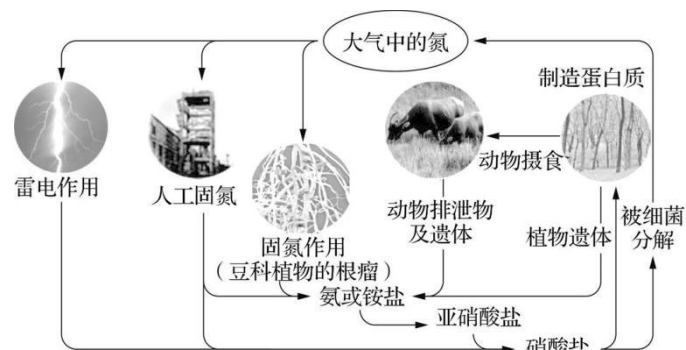 大气中的氮
制造蛋白质
动物摄食
雷电作用
人工固氮
固氮作用
（豆科植物的根瘤）
动物排泄物
及遗体
植物遗体
被细菌
分解
氨或铵盐
亚硝酸盐
硝酸盐